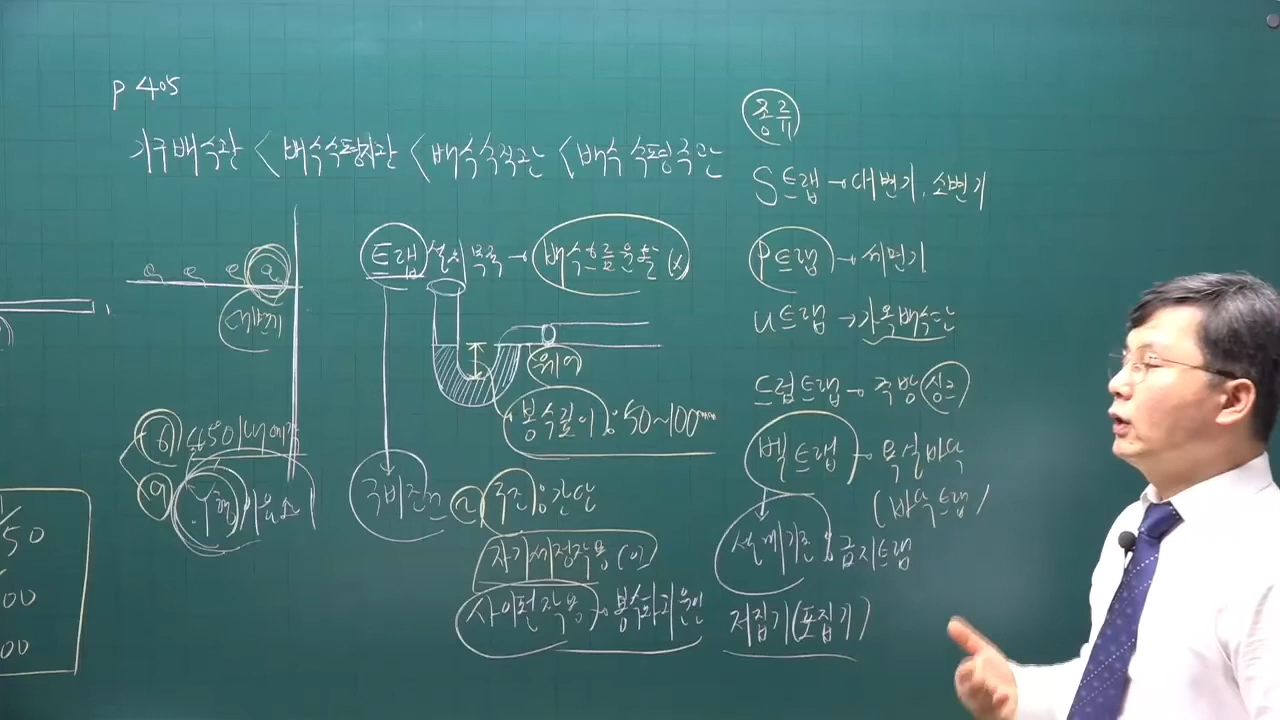 p 405
기구배수관 < 배수수평지관 < 배수수직관 < 배수수평주관
트랩 설치 목적 → 배수흐름원활 (x)
대변기
위어
봉수깊이 : 50~100mm
⑥ 450
⑨ Y형 이음쇠
구비조건 ⓐ 구조 간단
자기세정작용 (o)
사이펀작용 → 봉수파괴원인
50
00
00
종류
S트랩 → 대변기, 소변기
P트랩 → 세면기
U트랩 → 가옥배수관
드럼트랩 → 주방싱크
벨트랩 → 욕실바닥
(바닥트랩)
설계기준 : 금지트랩
저집기(포집기)